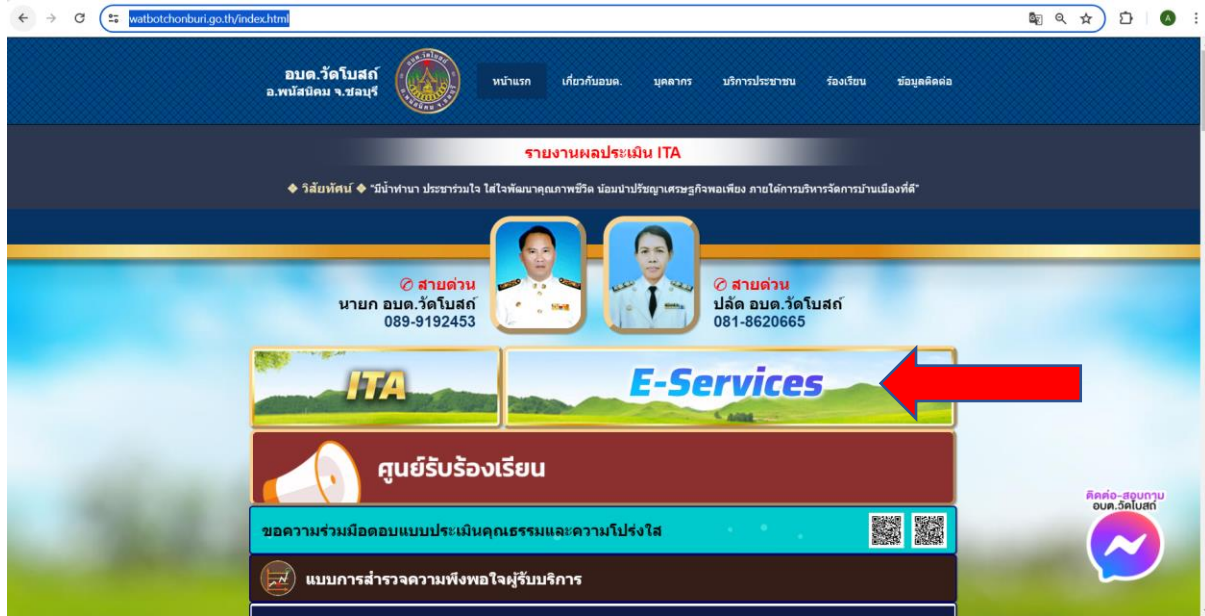 watbotchonburi.go.th/index.html
A
อบต.วัดโบสถ์
อ.พนัสนิคม จ.ชลบุรี
หน้าแรก
เกี่ยวกับอบต.
บุคลากร
บริการประชาชน
ร้องเรียน
ข้อมูลติดต่อ
รายงานผลประเมิน ITA
❖ วิสัยทัศน์ ❖ "มีน้ำทำนา ประชาร่วมใจ ใส่ใจพัฒนาคุณภาพชีวิต น้อมนำปรัชญาเศรษฐกิจพอเพียง ภายใต้การบริหารจัดการบ้านเมืองที่ดี"
✆ สายด่วน
นายก อบต.วัดโบสถ์
089-9192453
✆ สายด่วน
ปลัด อบต.วัดโบสถ์
081-8620665
ITA
E-Services
ศูนย์รับร้องเรียน
ติดต่อ-สอบถาม
อบต.วัดโบสถ์
ขอความร่วมมือตอบแบบประเมินคุณธรรมและความโปร่งใส
แบบการสำรวจความพึงพอใจผู้รับบริการ